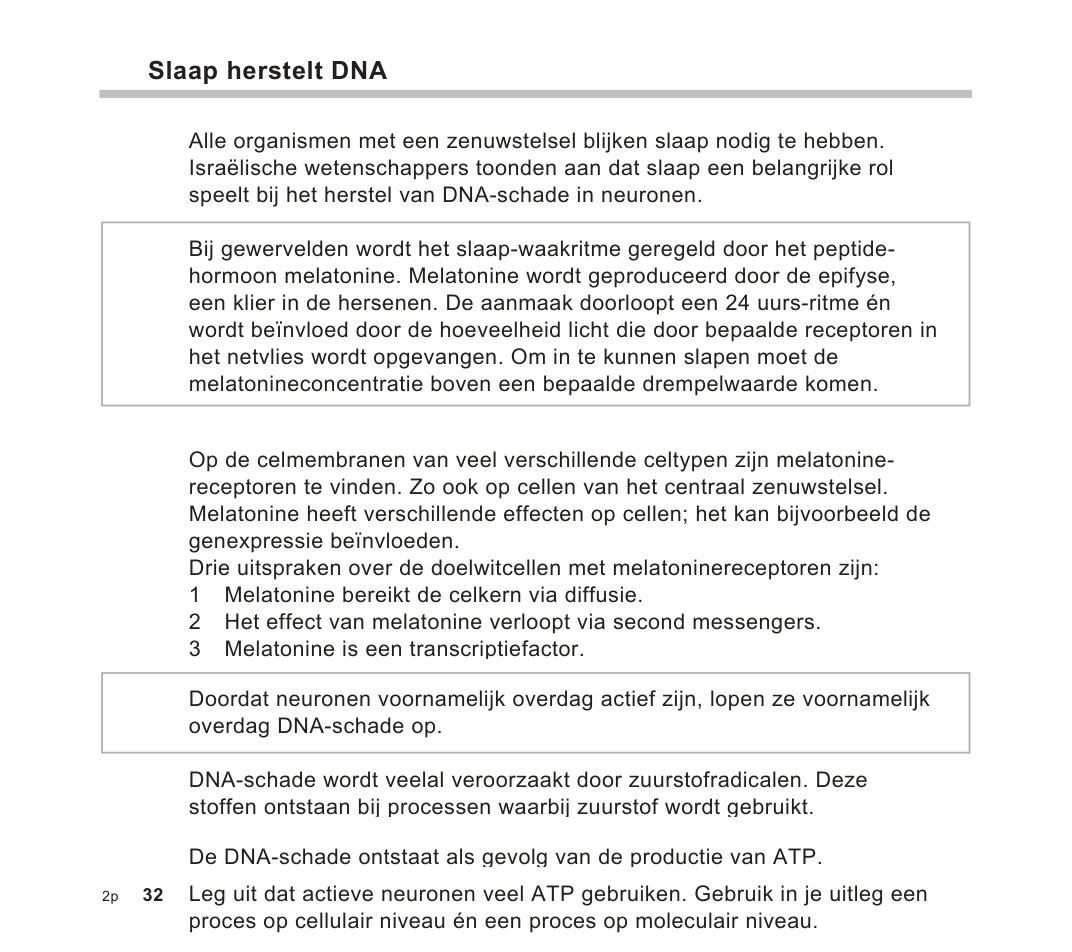 Slaap herstelt DNA
Alle organismen met een zenuwstelsel blijken slaap nodig te hebben.
Israëlische wetenschappers toonden aan dat slaap een belangrijke rol
speelt bij het herstel van DNA-schade in neuronen.
Bij gewervelden wordt het slaap-waakritme geregeld door het peptide-
hormoon melatonine. Melatonine wordt geproduceerd door de epifyse,
een klier in de hersenen. De aanmaak doorloopt een 24 uurs-ritme én
wordt beïnvloed door de hoeveelheid licht die door bepaalde receptoren in
het netvlies wordt opgevangen. Om in te kunnen slapen moet de
melatonineconcentratie boven een bepaalde drempelwaarde komen.
Op de celmembranen van veel verschillende celtypen zijn melatonine-
receptoren te vinden. Zo ook op cellen van het centraal zenuwstelsel.
Melatonine heeft verschillende effecten op cellen; het kan bijvoorbeeld de
genexpressie beïnvloeden.
Drie uitspraken over de doelwitcellen met melatoninereceptoren zijn:
1 Melatonine bereikt de celkern via diffusie.
2 Het effect van melatonine verloopt via second messengers.
3 Melatonine is een transcriptiefactor.
Doordat neuronen voornamelijk overdag actief zijn, lopen ze voornamelijk
overdag DNA-schade op.
DNA-schade wordt veelal veroorzaakt door zuurstofradicalen. Deze
stoffen ontstaan bij processen waarbij zuurstof wordt gebruikt.
De DNA-schade ontstaat als gevolg van de productie van ATP.
2p 32 Leg uit dat actieve neuronen veel ATP gebruiken. Gebruik in je uitleg een
proces op cellulair niveau én een proces op moleculair niveau.